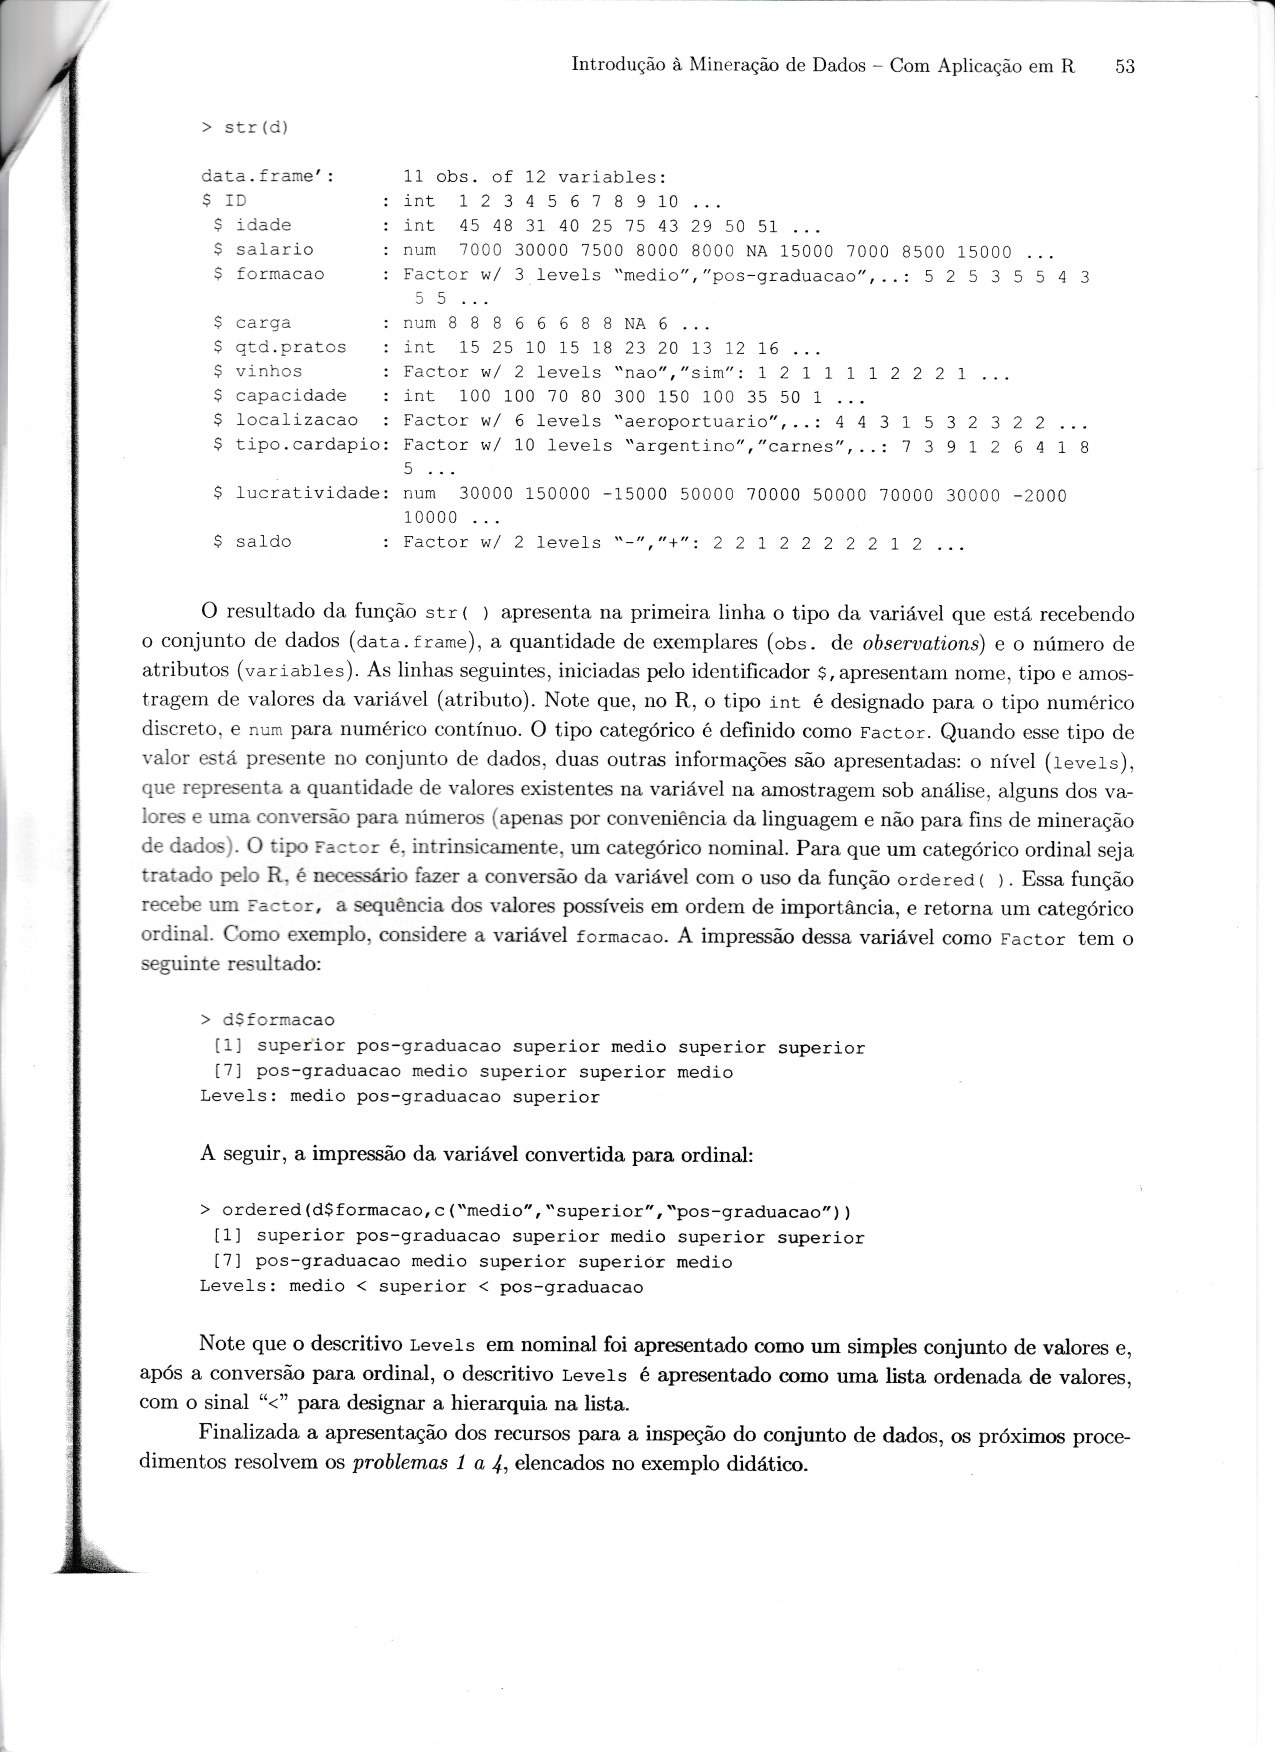 Introdução à Mineração de Dados – Com Aplicação em R 53
> str(d)
data.frame’: 11 obs. of 12 variables:
$ ID : int 1 2 3 4 5 6 7 8 9 10 ...
$ idade : int 45 48 31 40 25 75 43 29 50 51 ...
$ salario : num 7000 30000 7500 8000 8000 NA 15000 7000 8500 15000 ...
$ formacao : Factor w/ 3 levels “medio”,”pos-graduacao”,..: 5 2 5 3 5 5 4 3
5 5 ...
$ carga : num 8 8 8 6 6 6 8 8 NA 6 ...
$ qtd.pratos : int 15 25 10 15 18 23 20 13 12 16 ...
$ vinhos : Factor w/ 2 levels “nao”,”sim”: 1 2 1 1 1 1 2 2 2 1 ...
$ capacidade : int 100 100 70 80 300 150 100 35 50 1 ...
$ localizacao : Factor w/ 6 levels “aeroportuario”,..: 4 4 3 1 5 3 2 3 2 2 ...
$ tipo.cardapio: Factor w/ 10 levels “argentino”,”carnes”,..: 7 3 9 1 2 6 4 1 8
5 ...
$ lucratividade: num 30000 150000 -15000 50000 70000 50000 70000 30000 -2000
10000 ...
$ saldo : Factor w/ 2 levels “-”,”+”: 2 2 1 2 2 2 2 2 1 2 ...
O resultado da função str( ) apresenta na primeira linha o tipo da variável que está recebendo
o conjunto de dados (data.frame), a quantidade de exemplares (obs. de observations) e o número de
atributos (variables). As linhas seguintes, iniciadas pelo identificador $, apresentam nome, tipo e amos-
tragem de valores da variável (atributo). Note que, no R, o tipo int é designado para o tipo numérico
discreto, e num para numérico contínuo. O tipo categórico é definido como Factor. Quando esse tipo de
valor está presente no conjunto de dados, duas outras informações são apresentadas: o nível (levels),
que representa a quantidade de valores existentes na variável na amostragem sob análise, alguns dos va-
lores e uma conversão para números (apenas por conveniência da linguagem e não para fins de mineração
de dados). O tipo Factor é, intrinsicamente, um categórico nominal. Para que um categórico ordinal seja
tratado pelo R, é necessário fazer a conversão da variável com o uso da função ordered( ). Essa função
recebe um Factor, a sequência dos valores possíveis em ordem de importância, e retorna um categórico
ordinal. Como exemplo, considere a variável formacao. A impressão dessa variável como Factor tem o
seguinte resultado:
> d$formacao
[1] superior pos-graduacao superior medio superior superior
[7] pos-graduacao medio superior superior medio
Levels: medio pos-graduacao superior
A seguir, a impressão da variável convertida para ordinal:
> ordered(d$formacao,c(“medio”,“superior”,“pos-graduacao”))
[1] superior pos-graduacao superior medio superior superior
[7] pos-graduacao medio superior superior medio
Levels: medio < superior < pos-graduacao
Note que o descritivo Levels em nominal foi apresentado como um simples conjunto de valores e,
após a conversão para ordinal, o descritivo Levels é apresentado como uma lista ordenada de valores,
com o sinal “<” para designar a hierarquia na lista.
Finalizada a apresentação dos recursos para a inspeção do conjunto de dados, os próximos proce-
dimentos resolvem os problemas 1 a 4, elencados no exemplo didático.